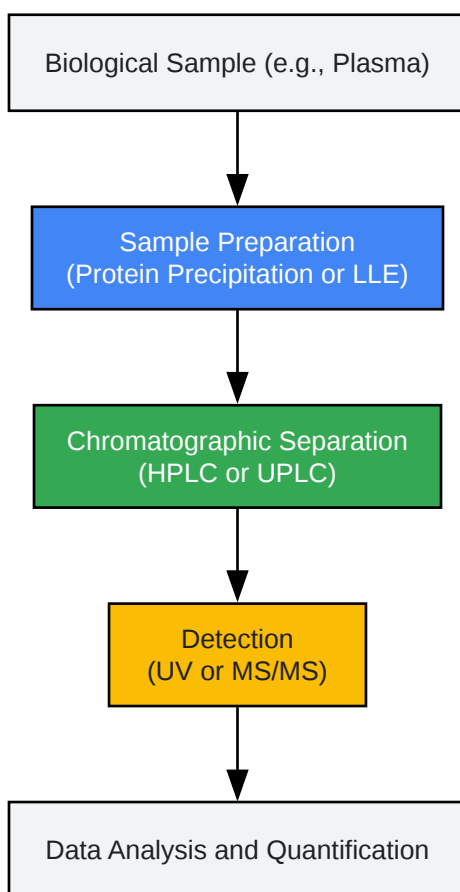 Biological Sample (e.g., Plasma)
Sample Preparation
(Protein Precipitation or LLE)
Chromatographic Separation
(HPLC or UPLC)
Detection
(UV or MS/MS)
Data Analysis and Quantification